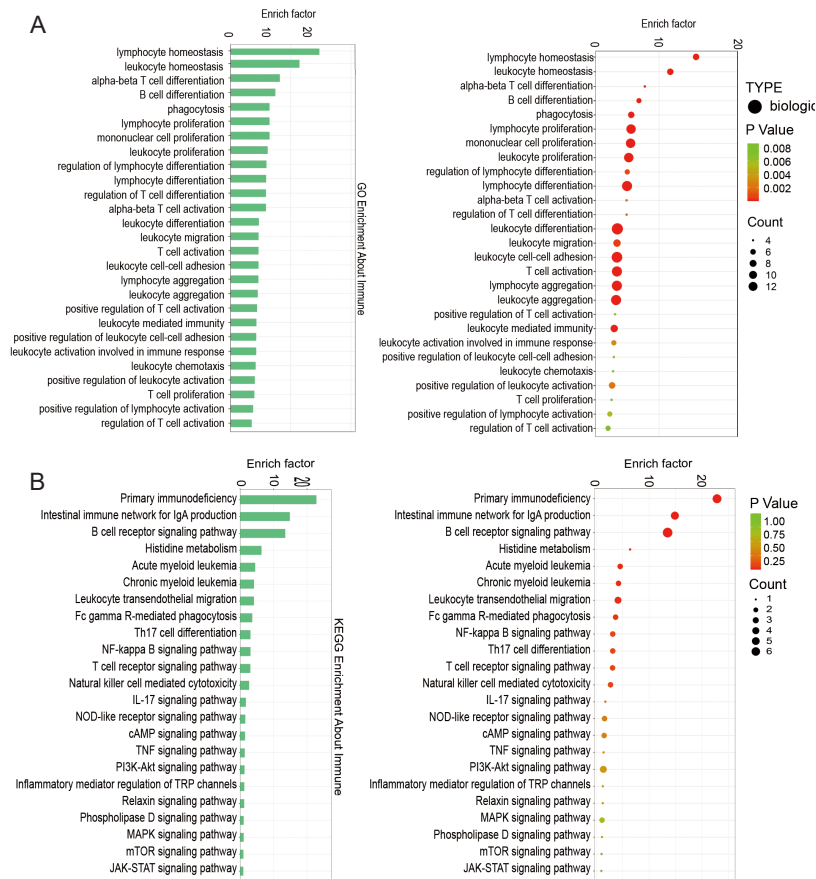 A
Enrich factor
0 10 20
lymphocyte homeostasis
leukocyte homeostasis
alpha-beta T cell differentiation
B cell differentiation
phagocytosis
lymphocyte proliferation
mononuclear cell proliferation
leukocyte proliferation
regulation of lymphocyte differentiation
lymphocyte differentiation
regulation of T cell differentiation
alpha-beta T cell activation
leukocyte differentiation
leukocyte migration
T cell activation
leukocyte cell-cell adhesion
lymphocyte aggregation
leukocyte aggregation
positive regulation of T cell activation
leukocyte mediated immunity
positive regulation of leukocyte cell-cell adhesion
leukocyte activation involved in immune response
leukocyte chemotaxis
positive regulation of leukocyte activation
T cell proliferation
positive regulation of lymphocyte activation
regulation of T cell activation
GO Enrichment About Immune
Enrich factor
0 10 20
lymphocyte homeostasis
leukocyte homeostasis
alpha-beta T cell differentiation
B cell differentiation
phagocytosis
lymphocyte proliferation
mononuclear cell proliferation
leukocyte proliferation
regulation of lymphocyte differentiation
lymphocyte differentiation
alpha-beta T cell activation
regulation of T cell differentiation
leukocyte differentiation
leukocyte migration
leukocyte cell-cell adhesion
T cell activation
lymphocyte aggregation
leukocyte aggregation
positive regulation of T cell activation
leukocyte mediated immunity
leukocyte activation involved in immune response
positive regulation of leukocyte cell-cell adhesion
leukocyte chemotaxis
positive regulation of leukocyte activation
T cell proliferation
positive regulation of lymphocyte activation
regulation of T cell activation
TYPE
biologic
P Value
0.008
0.006
0.004
0.002
Count
4
6
8
10
12
B
Enrich factor
0 10 20
Primary immunodeficiency
Intestinal immune network for IgA production
B cell receptor signaling pathway
Histidine metabolism
Acute myeloid leukemia
Chronic myeloid leukemia
Leukocyte transendothelial migration
Fc gamma R-mediated phagocytosis
Th17 cell differentiation
NF-kappa B signaling pathway
T cell receptor signaling pathway
Natural killer cell mediated cytotoxicity
IL-17 signaling pathway
NOD-like receptor signaling pathway
cAMP signaling pathway
TNF signaling pathway
PI3K-Akt signaling pathway
Inflammatory mediator regulation of TRP channels
Relaxin signaling pathway
Phospholipase D signaling pathway
MAPK signaling pathway
mTOR signaling pathway
JAK-STAT signaling pathway
KEGG Enrichment About Immune
Enrich factor
0 10 20
Primary immunodeficiency
Intestinal immune network for IgA production
B cell receptor signaling pathway
Histidine metabolism
Acute myeloid leukemia
Chronic myeloid leukemia
Leukocyte transendothelial migration
Fc gamma R-mediated phagocytosis
NF-kappa B signaling pathway
Th17 cell differentiation
T cell receptor signaling pathway
Natural killer cell mediated cytotoxicity
IL-17 signaling pathway
NOD-like receptor signaling pathway
cAMP signaling pathway
TNF signaling pathway
PI3K-Akt signaling pathway
Inflammatory mediator regulation of TRP channels
Relaxin signaling pathway
MAPK signaling pathway
Phospholipase D signaling pathway
mTOR signaling pathway
JAK-STAT signaling pathway
P Value
1.00
0.75
0.50
0.25
Count
1
2
3
4
5
6